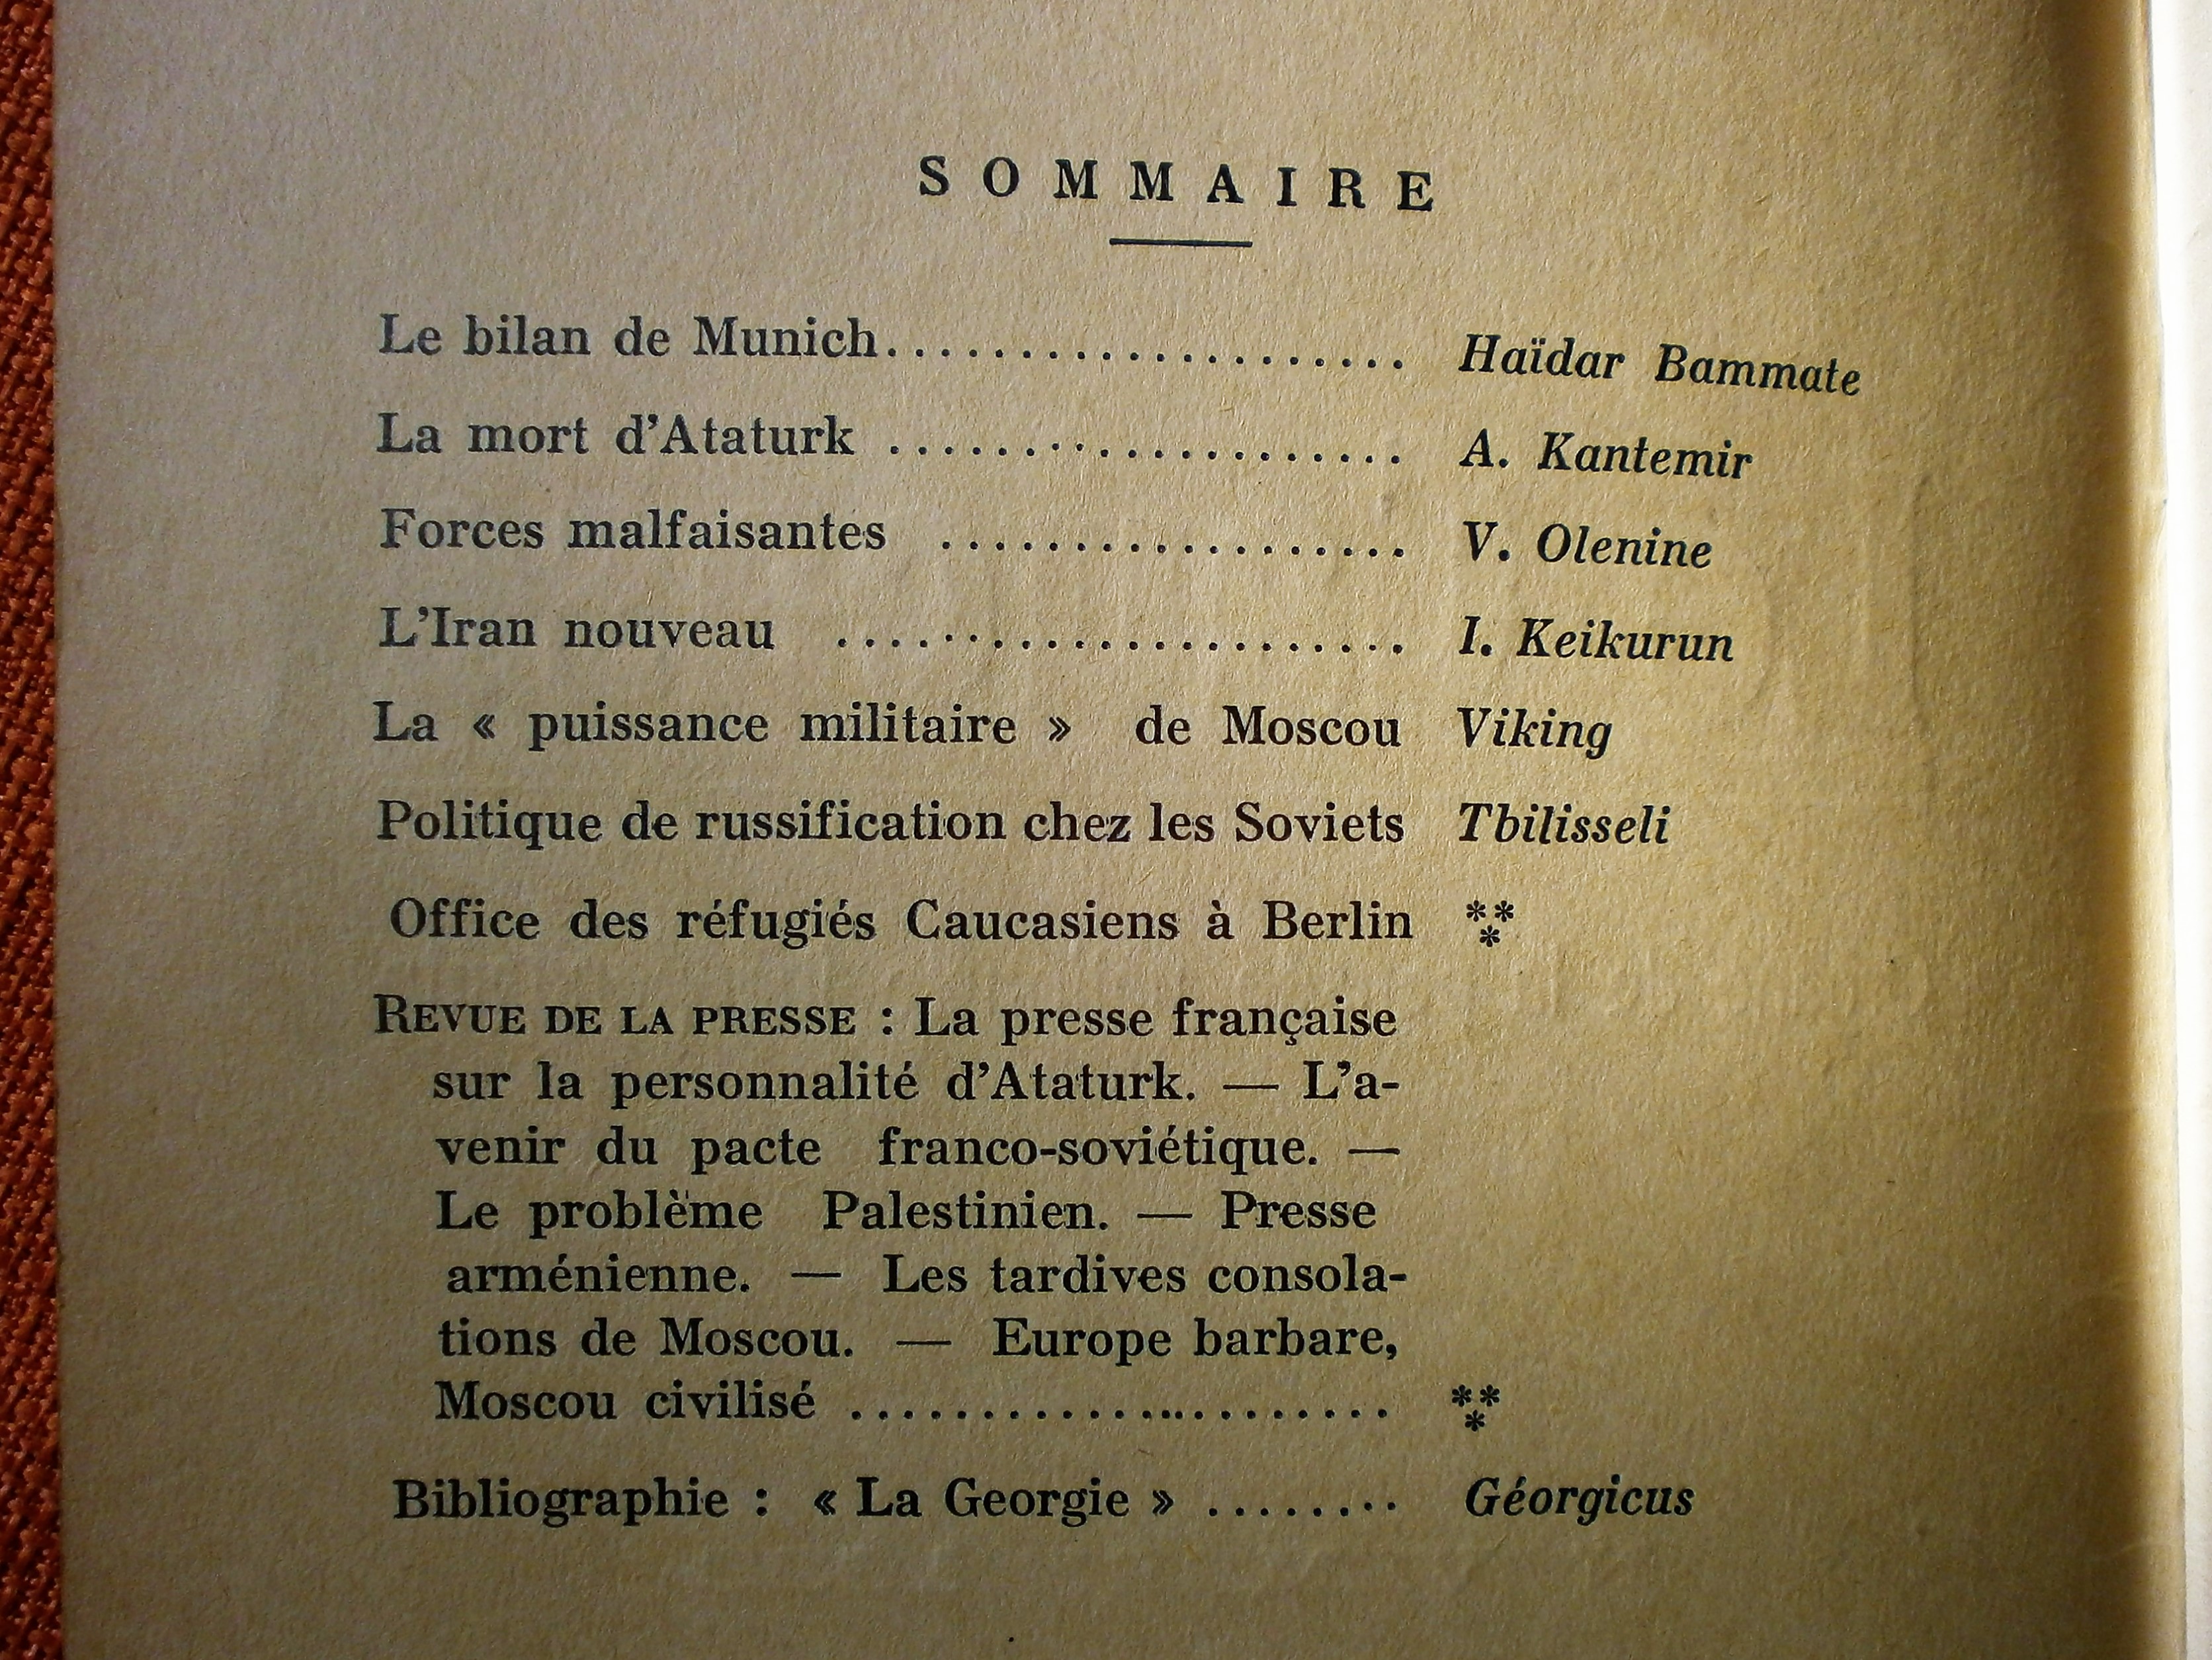 SOMMAIRE
Le bilan de Munich.................... Haïdar Bammate
La mort d'Ataturk .................... A. Kantemir
Forces malfaisantes .................. V. Olenine
L'Iran nouveau ...................... I. Keikurun
La « puissance militaire » de Moscou Viking
Politique de russification chez les Soviets Tbilisseli
Office des réfugiés Caucasiens à Berlin ***
REVUE DE LA PRESSE : La presse française
sur la personnalité d'Ataturk. — L'a-
venir du pacte franco-soviétique. —
Le problème Palestinien. — Presse
arménienne. — Les tardives consola-
tions de Moscou. — Europe barbare,
Moscou civilisé ...................... ***
Bibliographie : « La Georgie » ........ Géorgicus